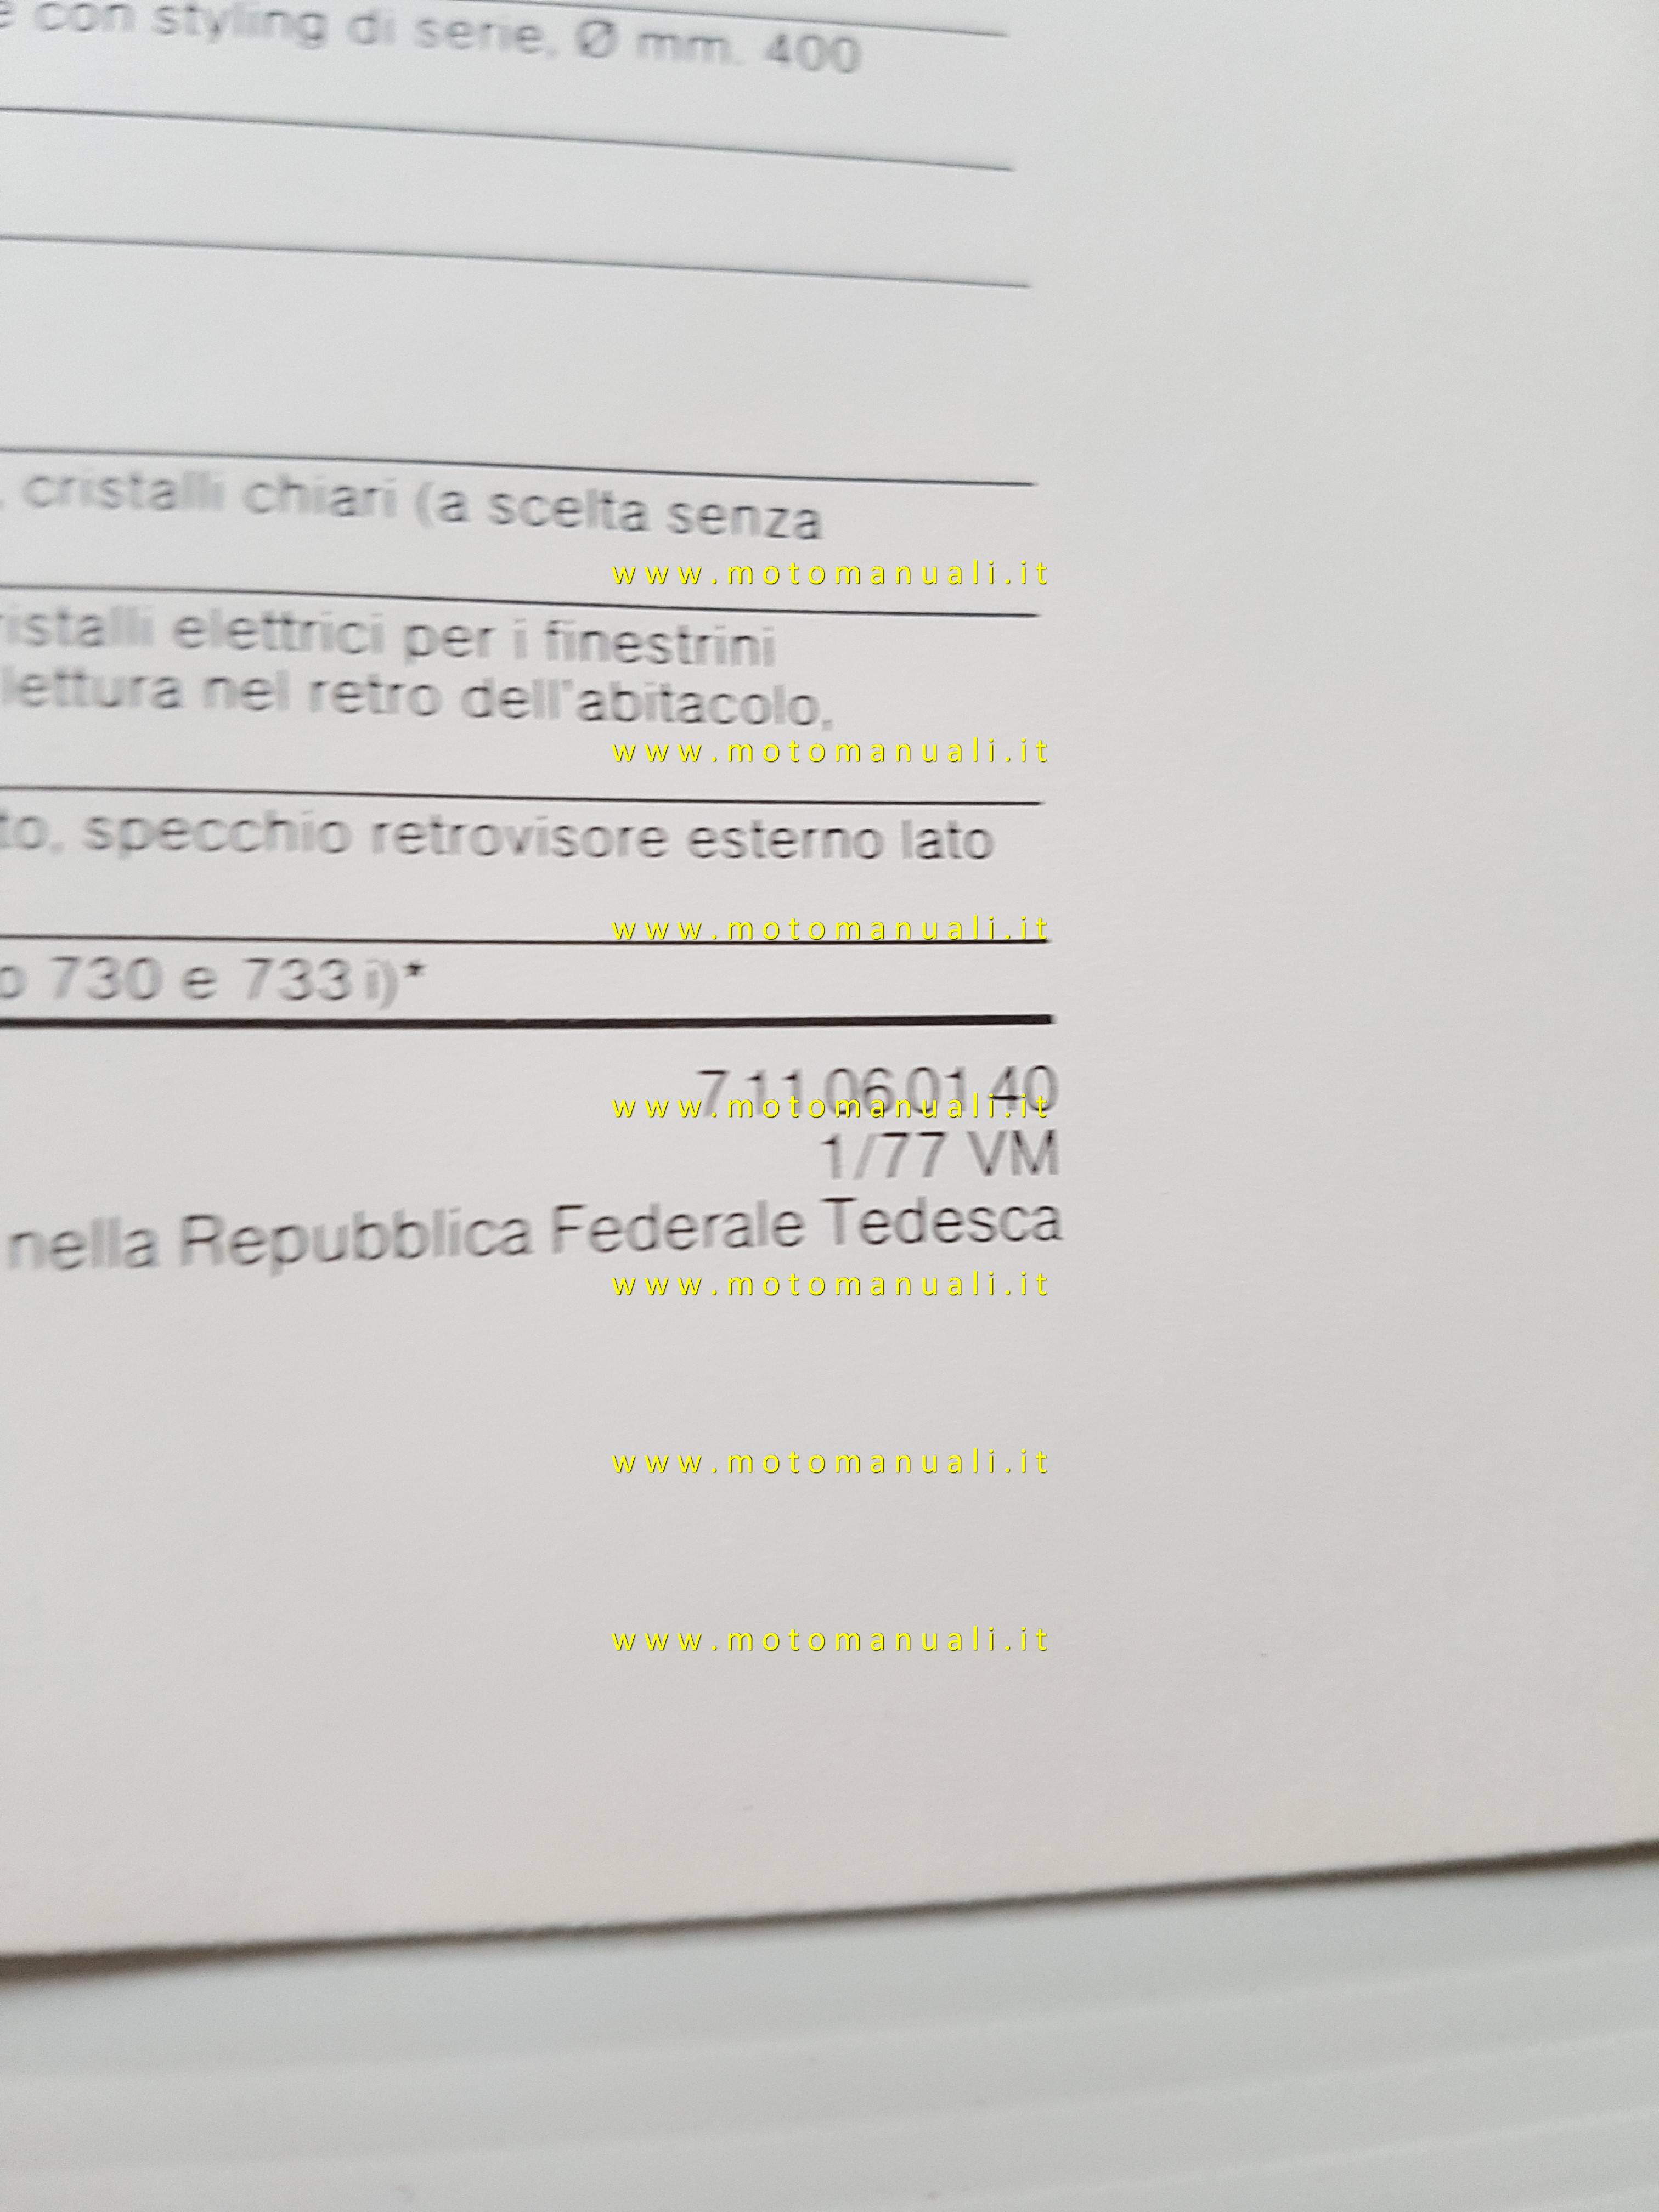 con styling di serie, Ø mm. 400
, cristalli chiari (a scelta senza
www.motomanuali.it
ristalli elettrici per i finestrini
lettura nel retro dell'abitacolo,
www.motomanuali.it
to, specchio retrovisore esterno lato
www.motomanuali.it
o 730 e 733i)*
7 11 06 01 40
www.motomanuali.it
1/77 VM
nella Repubblica Federale Tedesca
www.motomanuali.it
www.motomanuali.it
www.motomanuali.it